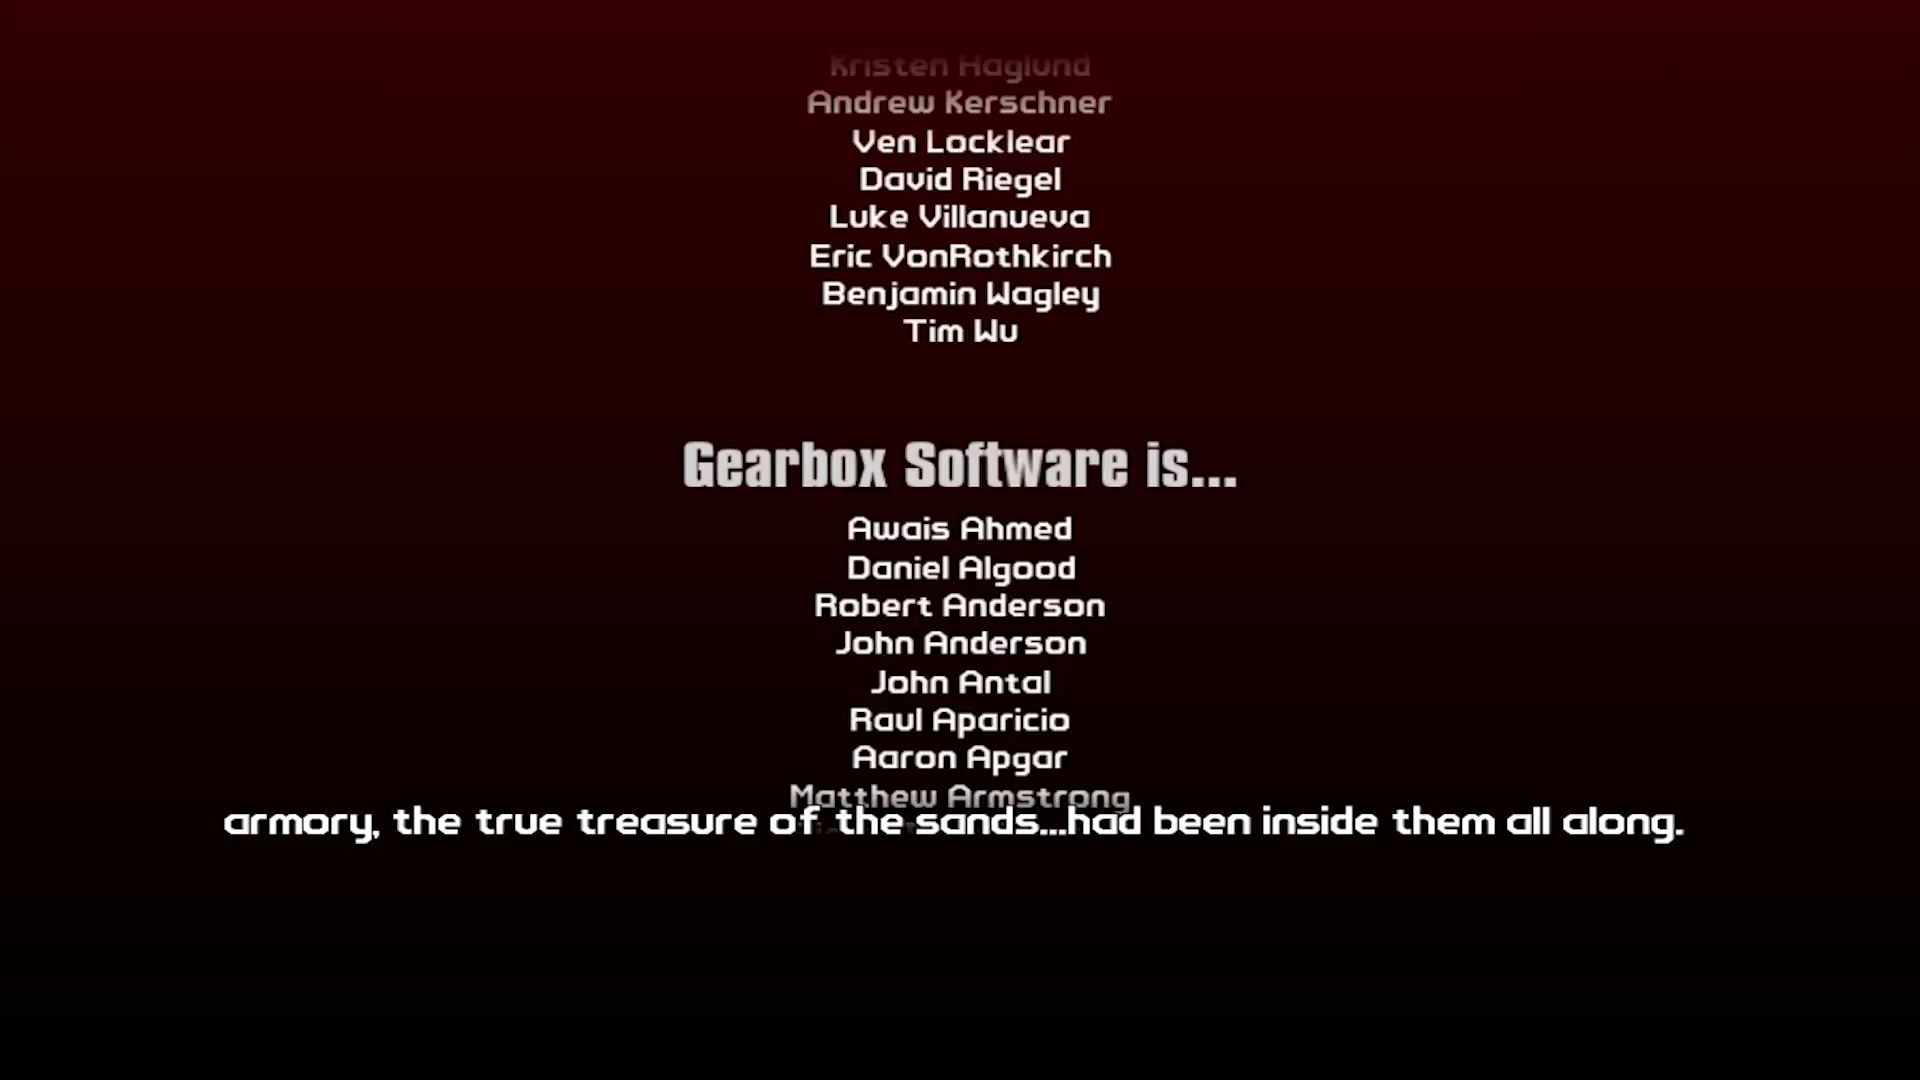 Kristen Haglund
Andrew Kerschner
Ven Locklear
David Riegel
Luke Villanueva
Eric VonRothkirch
Benjamin Wagley
Tim Wu
Gearbox Software is...
Awais Ahmed
Daniel Algood
Robert Anderson
John Anderson
John Antal
Raul Aparicio
Aaron Apgar
Matthew Armstrong
armory, the true treasure of the sands...had been inside them all along.